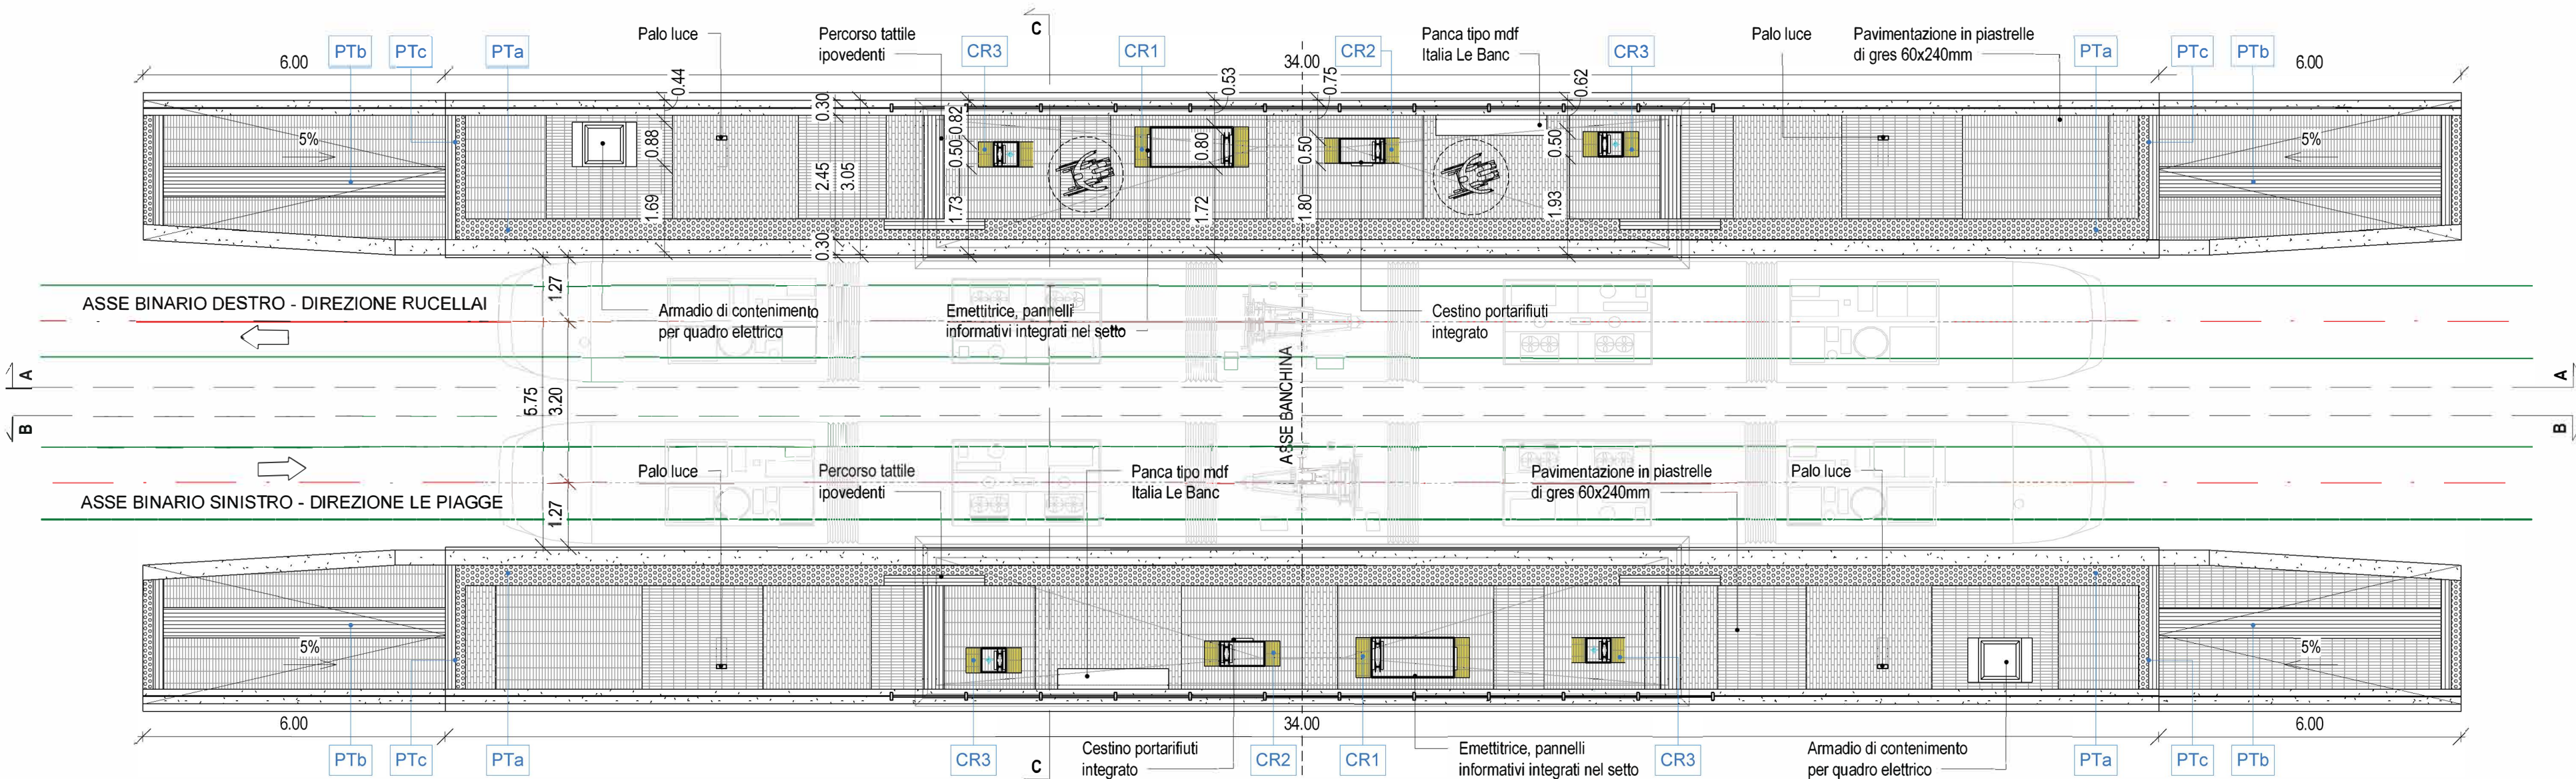 C
Palo luce
Percorso tattile
ipovedenti
Panca tipo mdf
Italia Le Banc
Palo luce
Pavimentazione in piastrelle
di gres 60x240mm
PTb
PTc
PTa
CR3
CR1
CR2
CR3
PTa
PTc
PTb
6.00
34.00
6.00
0.44
0.30
0.82
0.53
0.75
0.62
5%
0.88
0.50
0.80
0.50
0.50
5%
2.45
3.05
1.69
1.73
1.72
1.80
1.93
0.30
1.27
ASSE BINARIO DESTRO - DIREZIONE RUCELLAI
Armadio di contenimento
per quadro elettrico
Emettitrice, pannelli
informativi integrati nel setto
Cestino portarifiuti
integrato
A
A
5.75
3.20
ASSE BANCHINA
B
B
Palo luce
Percorso tattile
ipovedenti
Panca tipo mdf
Italia Le Banc
Pavimentazione in piastrelle
di gres 60x240mm
Palo luce
ASSE BINARIO SINISTRO - DIREZIONE LE PIAGGE
1.27
5%
5%
6.00
34.00
6.00
PTb
PTc
PTa
CR3
Cestino portarifiuti
integrato
CR2
CR1
Emettitrice, pannelli
informativi integrati nel setto
CR3
Armadio di contenimento
per quadro elettrico
PTa
PTc
PTb
C